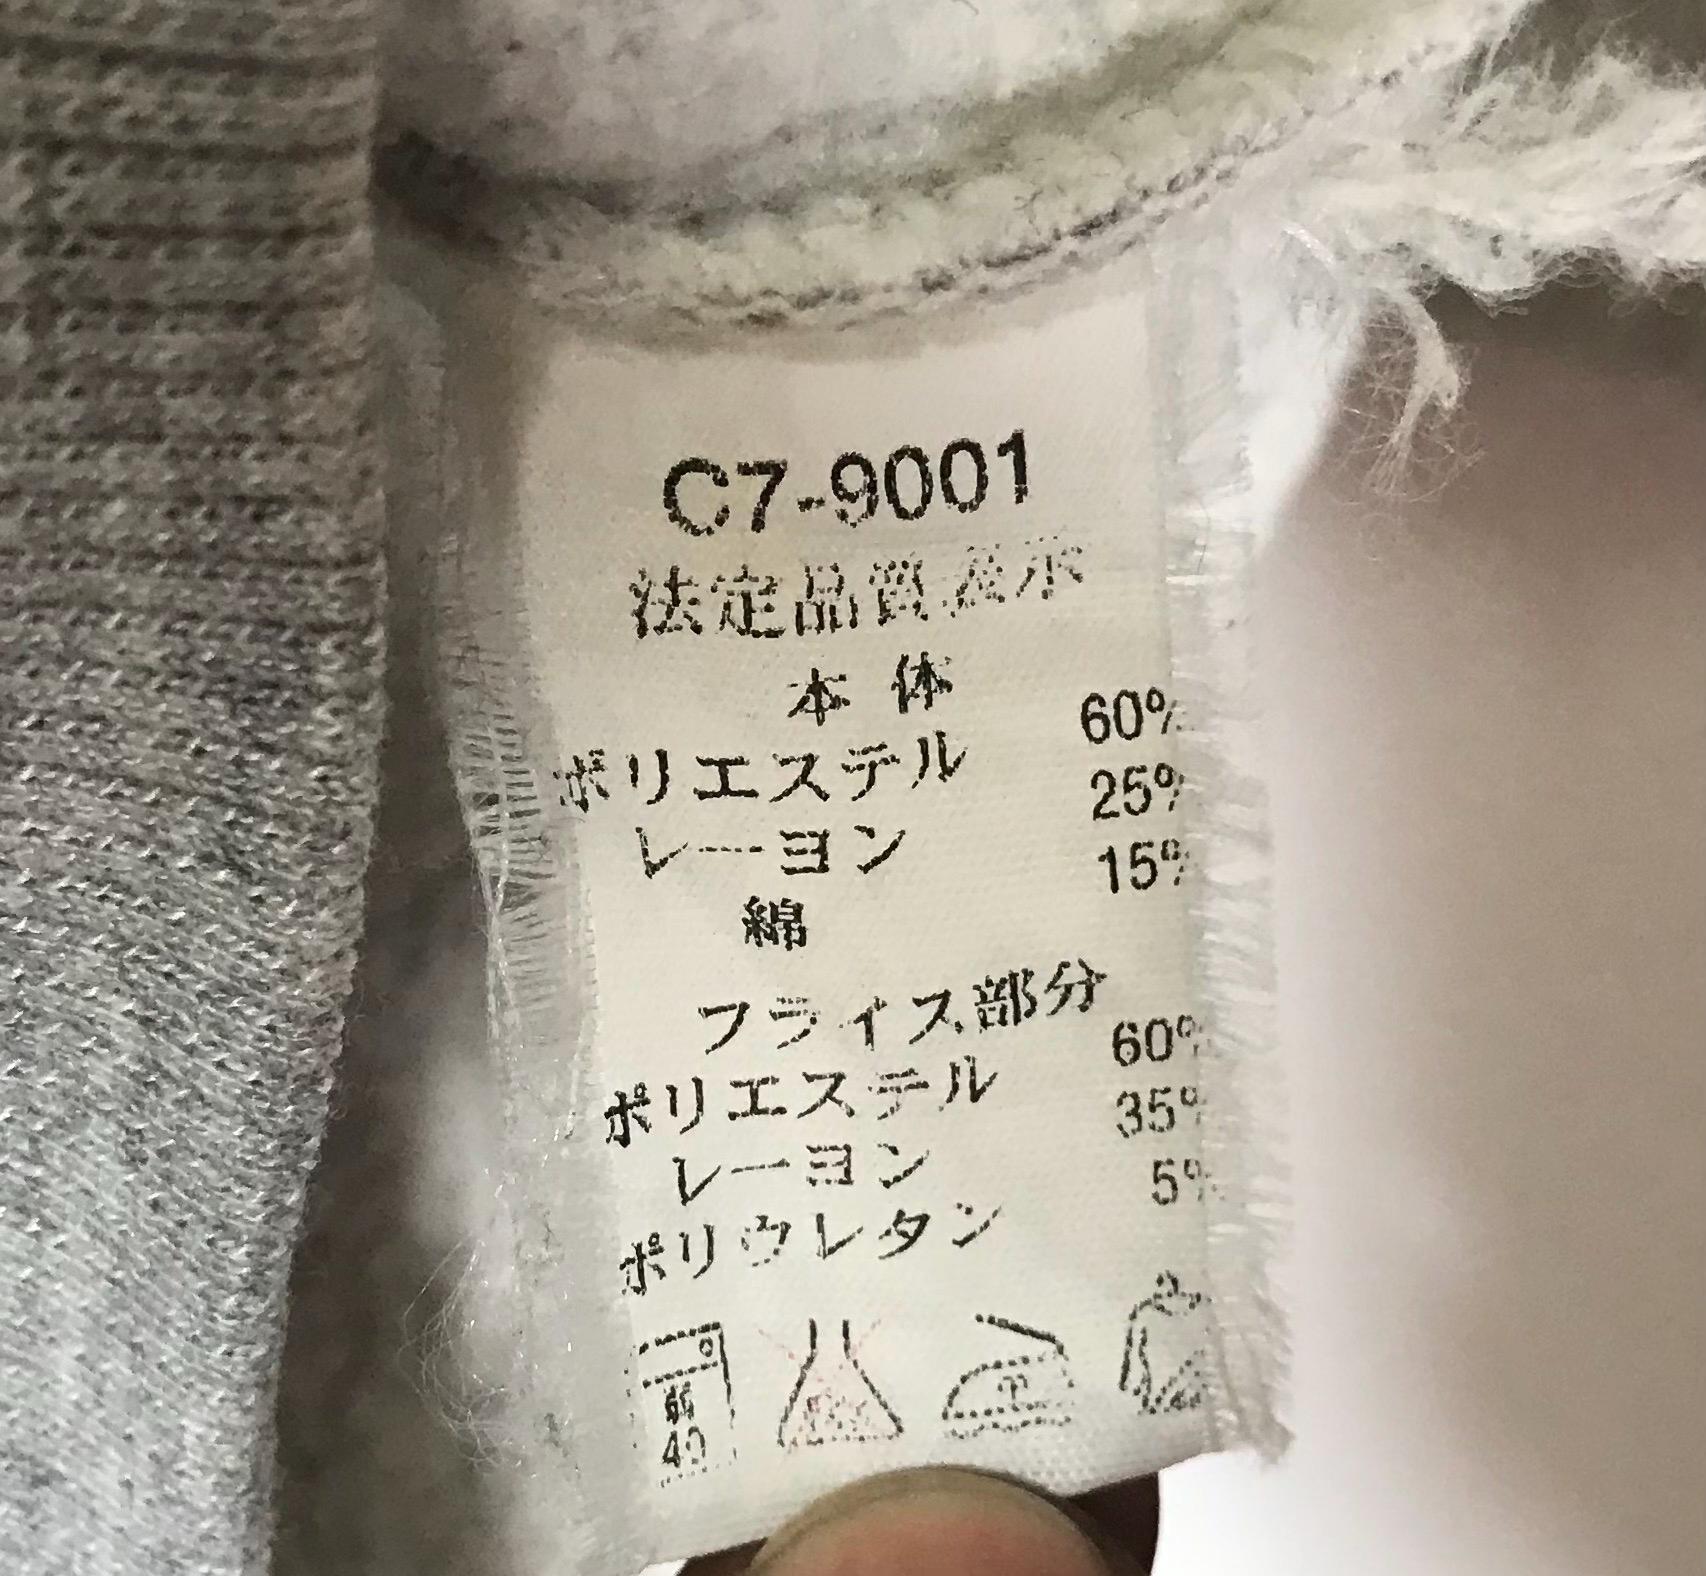 C7-9001
法定品質表示
本体
ポリエステル 60%
レーヨン 25%
綿 15%
フライス部分
ポリエステル 60%
レーヨン 35%
ポリウレタン 5%
弱 40 中